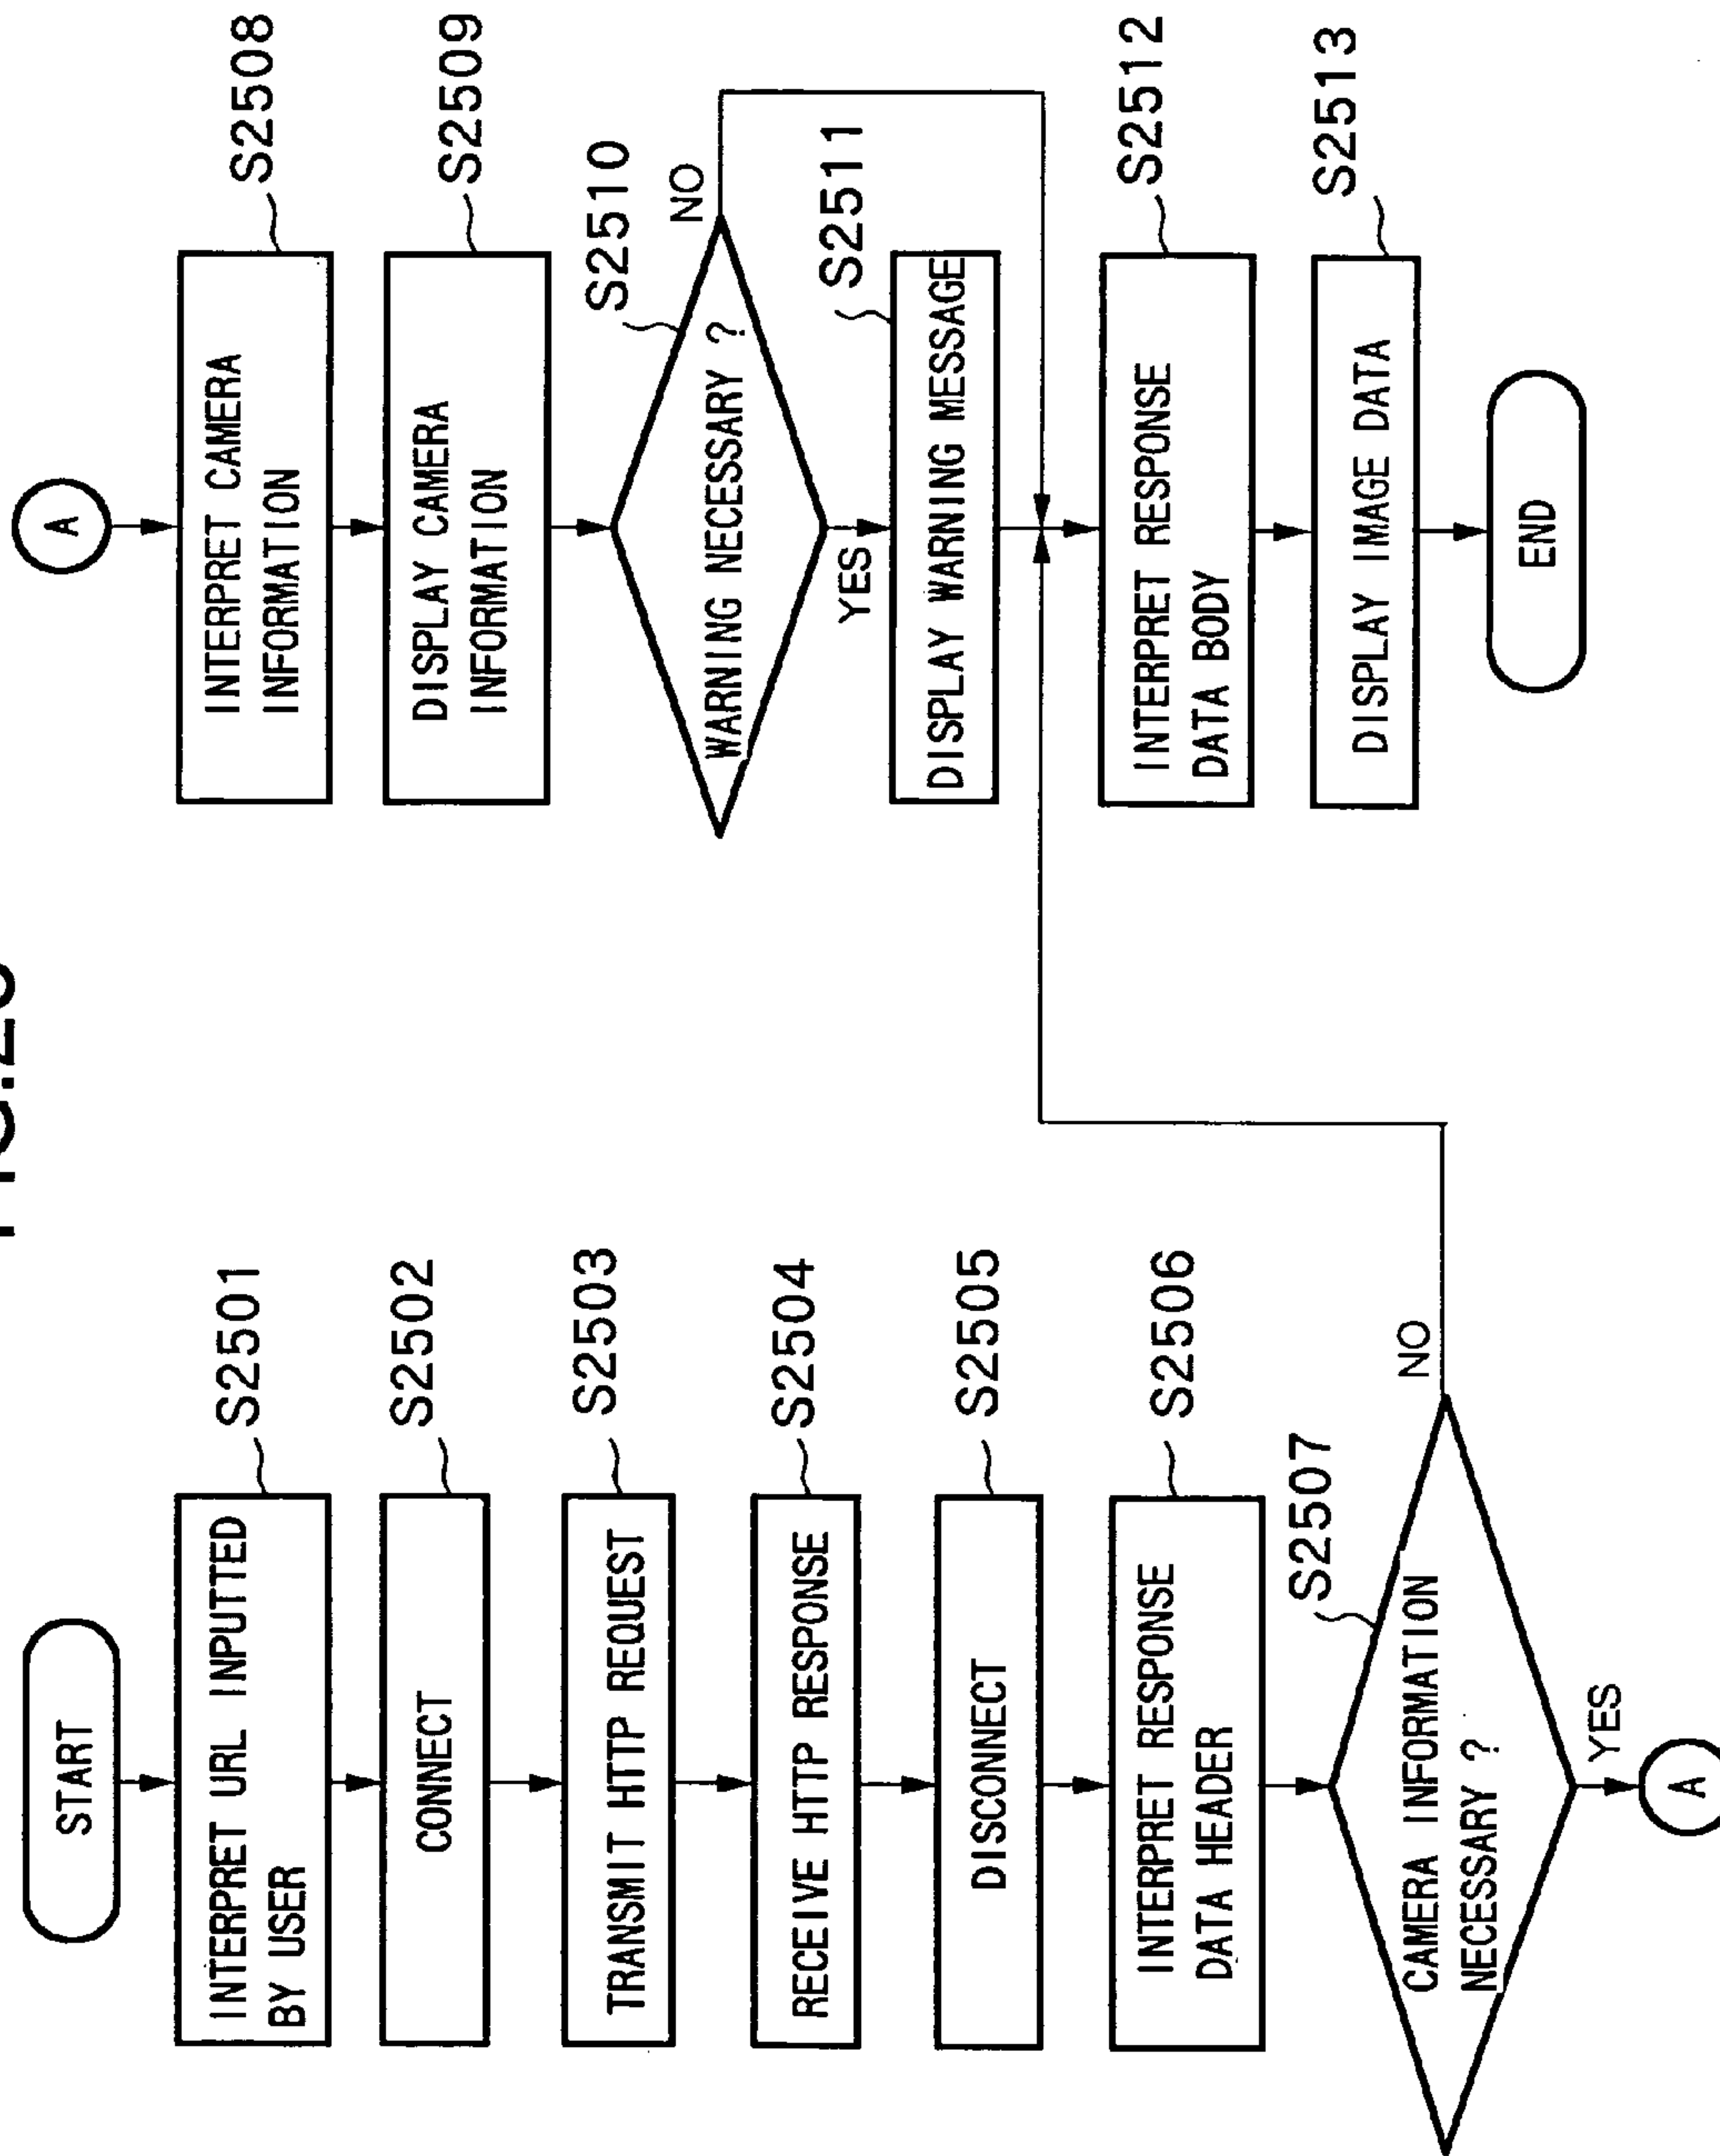 START
INTERPRET URL INPUTTED
BY USER
S2501
CONNECT
S2502
TRANSMIT HTTP REQUEST
S2503
RECEIVE HTTP RESPONSE
S2504
DISCONNECT
S2505
INTERPRET RESPONSE
DATA HEADER
S2506
S2507
CAMERA INFORMATION
NECESSARY ?
NO
YES
A
A
INTERPRET CAMERA
INFORMATION
S2508
DISPLAY CAMERA
INFORMATION
S2509
S2510
WARNING NECESSARY ?
NO
YES
S2511
DISPLAY WARNING MESSAGE
INTERPRET RESPONSE
DATA BODY
S2512
DISPLAY IMAGE DATA
S2513
END